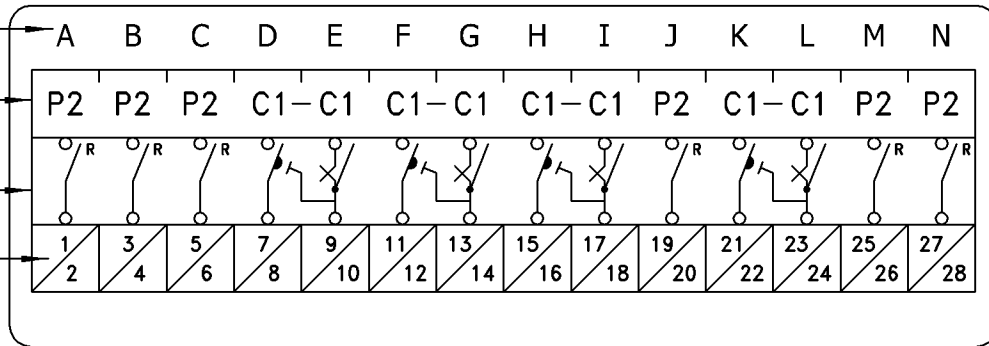 A B C D E F G H I J K L M N
P2 P2 P2 C1-C1 C1-C1 C1-C1 P2 C1-C1 P2 P2
R R R R R R
1 3 5 7 9 11 13 15 17 19 21 23 25 27
2 4 6 8 10 12 14 16 18 20 22 24 26 28